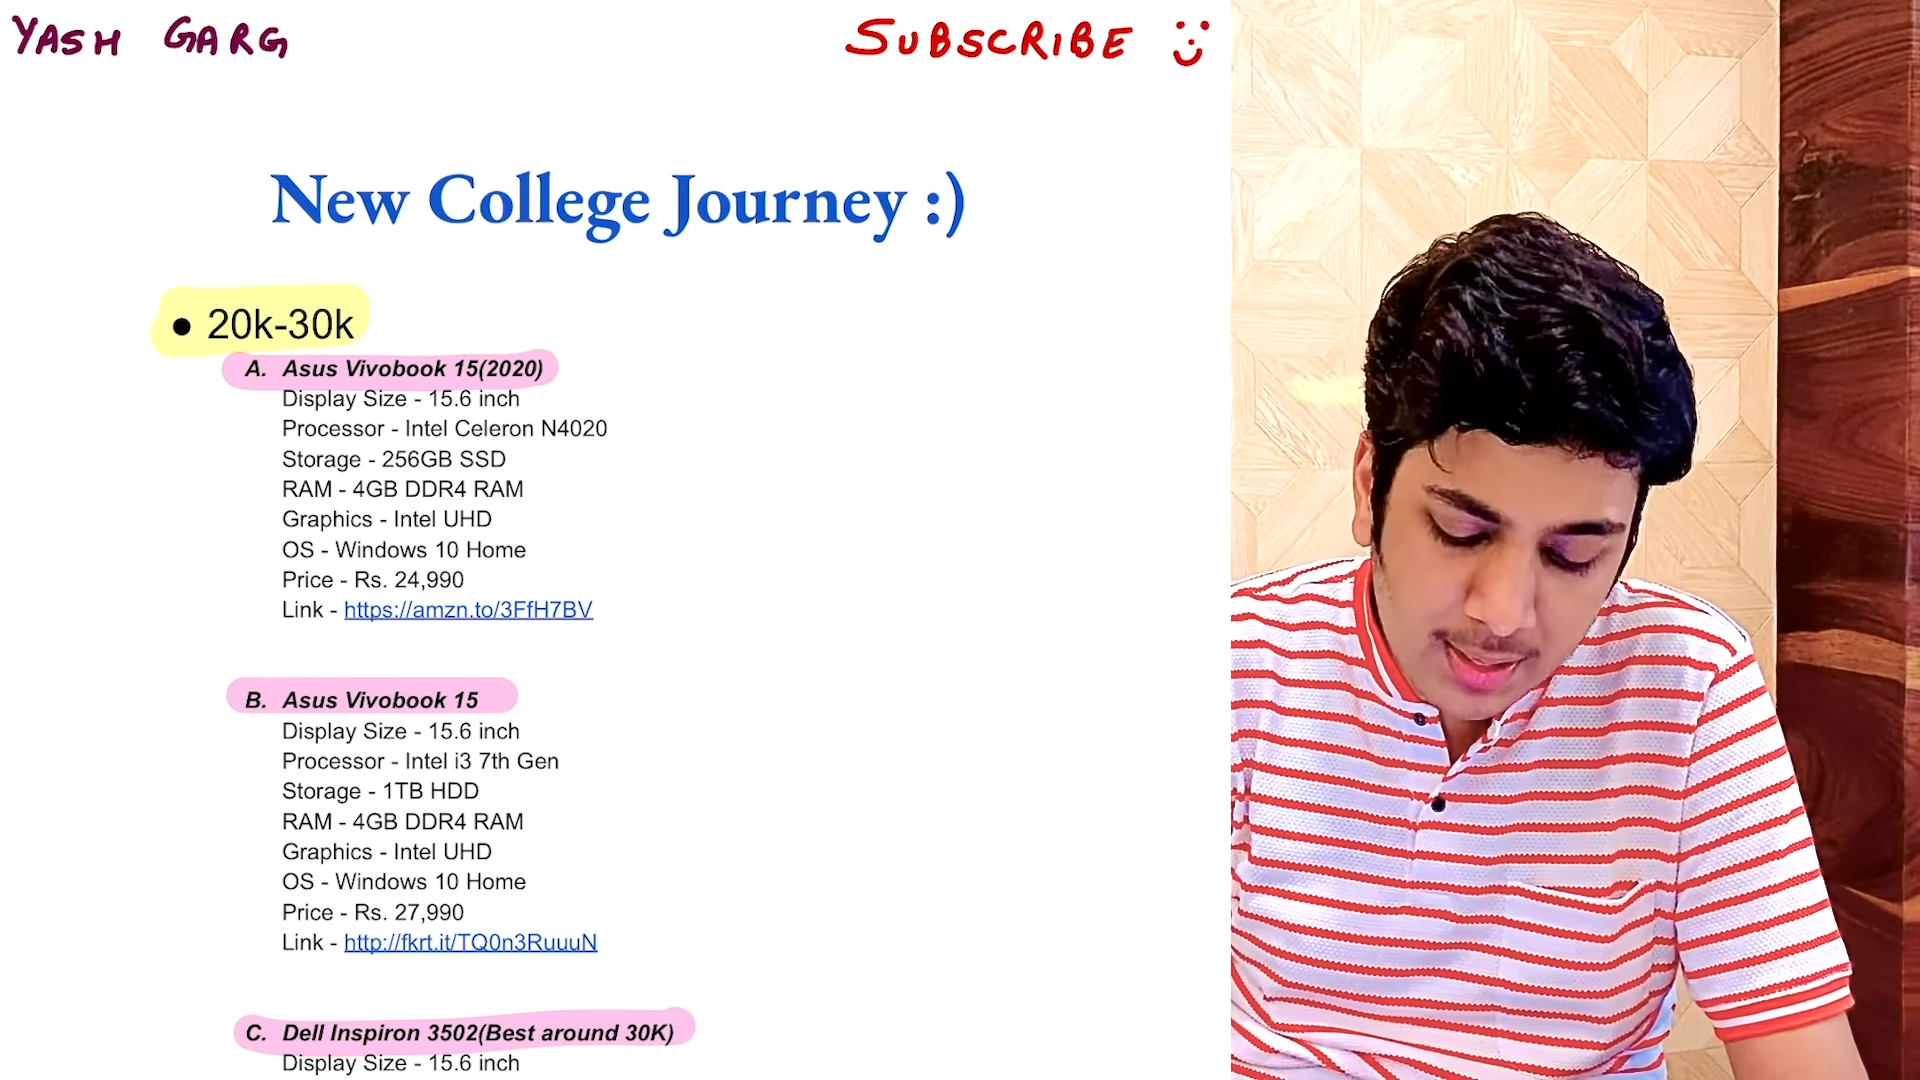 YASH GARG
SUBSCRIBE
New College Journey :)
● 20k-30k
A. Asus Vivobook 15(2020)
Display Size - 15.6 inch
Processor - Intel Celeron N4020
Storage - 256GB SSD
RAM - 4GB DDR4 RAM
Graphics - Intel UHD
OS - Windows 10 Home
Price - Rs. 24,990
Link - https://amzn.to/3FfH7BV
B. Asus Vivobook 15
Display Size - 15.6 inch
Processor - Intel i3 7th Gen
Storage - 1TB HDD
RAM - 4GB DDR4 RAM
Graphics - Intel UHD
OS - Windows 10 Home
Price - Rs. 27,990
Link - http://fkrt.it/TQ0n3RuuuN
C. Dell Inspiron 3502(Best around 30K)
Display Size - 15.6 inch